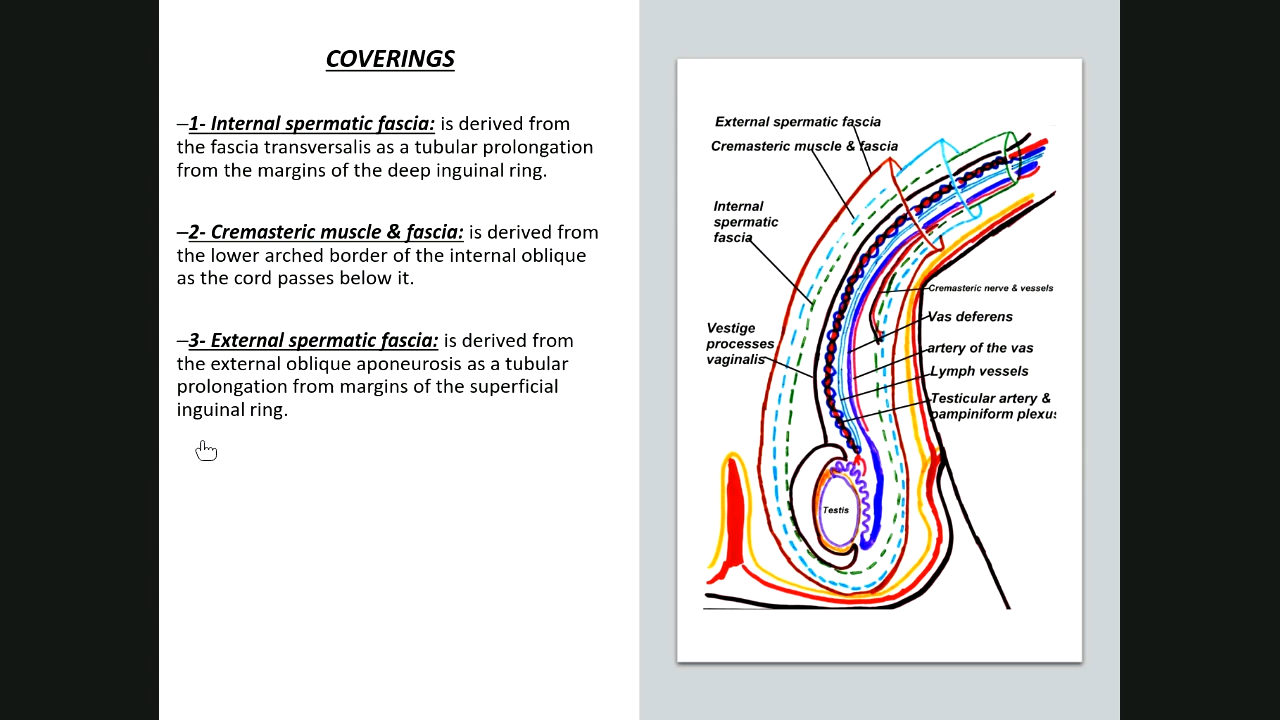 COVERINGS
–1- Internal spermatic fascia: is derived from
the fascia transversalis as a tubular prolongation
from the margins of the deep inguinal ring.
–2- Cremasteric muscle & fascia: is derived from
the lower arched border of the internal oblique
as the cord passes below it.
–3- External spermatic fascia: is derived from
the external oblique aponeurosis as a tubular
prolongation from margins of the superficial
inguinal ring.
External spermatic fascia
Cremasteric muscle & fascia
Internal
spermatic
fascia
Vestige
processes
vaginalis
Cremasteric nerve & vessels
Vas deferens
artery of the vas
Lymph vessels
Testicular artery &
pampiniform plexus
Testis